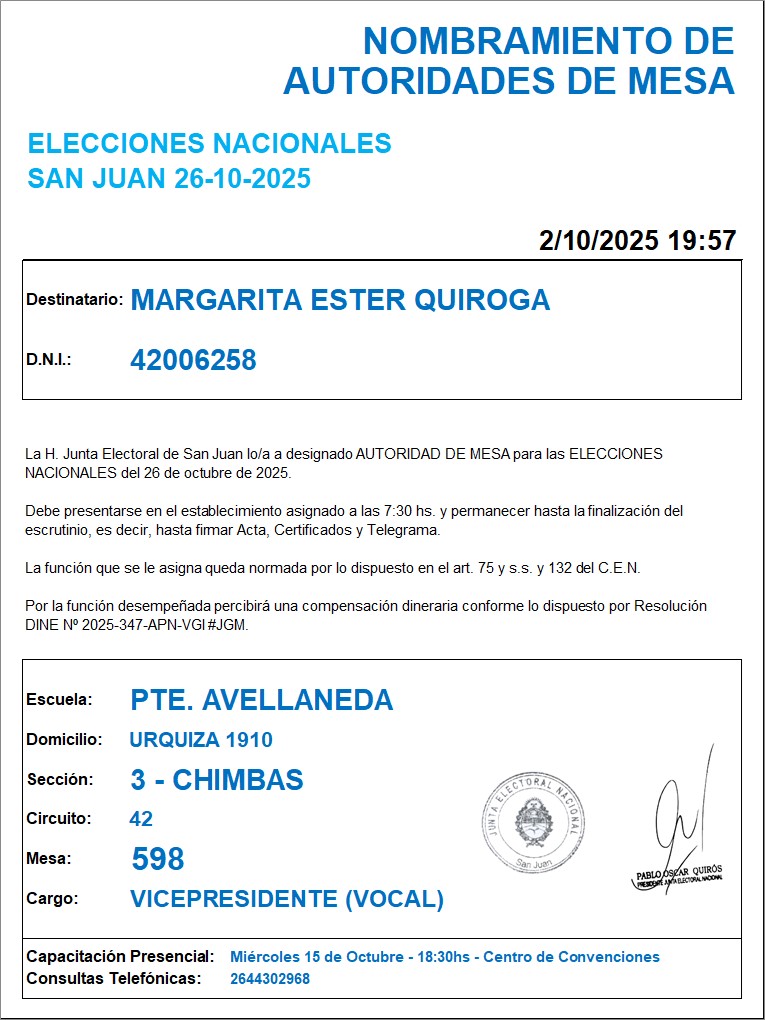 NOMBRAMIENTO DE
AUTORIDADES DE MESA
ELECCIONES NACIONALES
SAN JUAN 26-10-2025
2/10/2025 19:57
Destinatario: MARGARITA ESTER QUIROGA
D.N.I.: 42006258
La H. Junta Electoral de San Juan lo/a a designado AUTORIDAD DE MESA para las ELECCIONES
NACIONALES del 26 de octubre de 2025.
Debe presentarse en el establecimiento asignado a las 7:30 hs. y permanecer hasta la finalización del
escrutinio, es decir, hasta firmar Acta, Certificados y Telegrama.
La función que se le asigna queda normada por lo dispuesto en el art. 75 y s.s. y 132 del C.E.N.
Por la función desempeñada percibirá una compensación dineraria conforme lo dispuesto por Resolución
DINE Nº 2025-347-APN-VGI#JGM.
Escuela: PTE. AVELLANEDA
Domicilio: URQUIZA 1910
Sección: 3 - CHIMBAS
Circuito: 42
Mesa: 598
Cargo: VICEPRESIDENTE (VOCAL)
JUNTA ELECTORAL NACIONAL
San Juan
PABLO OSCAR QUIRÓS
PRESIDENTE JUNTA ELECTORAL NACIONAL
Capacitación Presencial: Miércoles 15 de Octubre - 18:30hs - Centro de Convenciones
Consultas Telefónicas: 2644302968